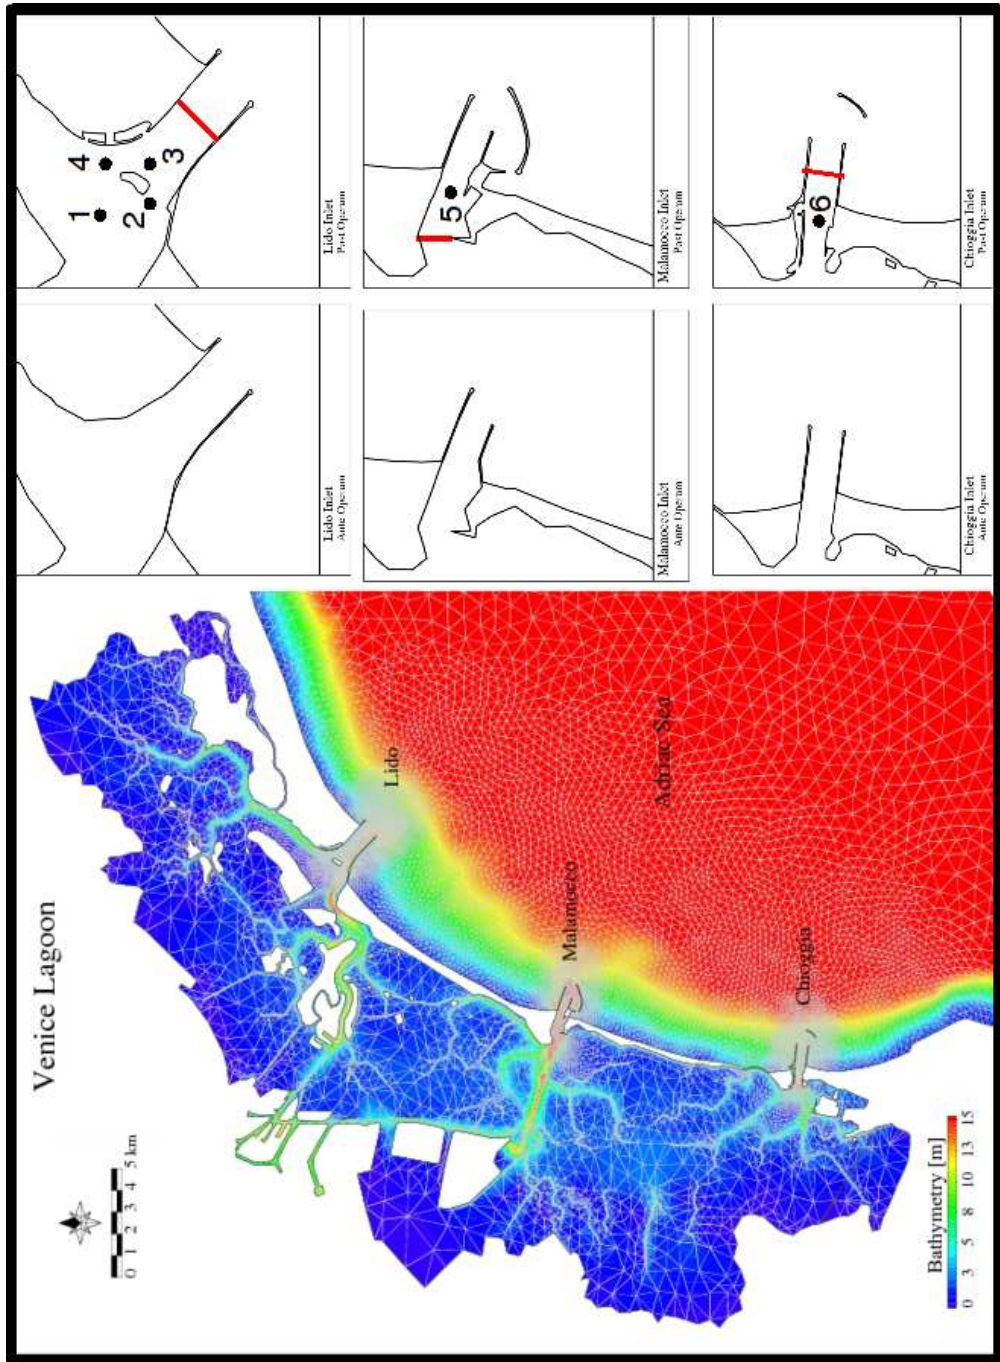 Venice Lagoon
0 1 2 3 4 5 km
Lido
Malamocco
Chioggia
Adriatic Sea
Bathymetry [m]
0 3 5 8 10 13 15
Lido Inlet
Ante Operam
Malamocco Inlet
Ante Operam
Chioggia Inlet
Ante Operam
1
2
3
4
Lido Inlet
Post Operam
5
Malamocco Inlet
Post Operam
6
Chioggia Inlet
Post Operam